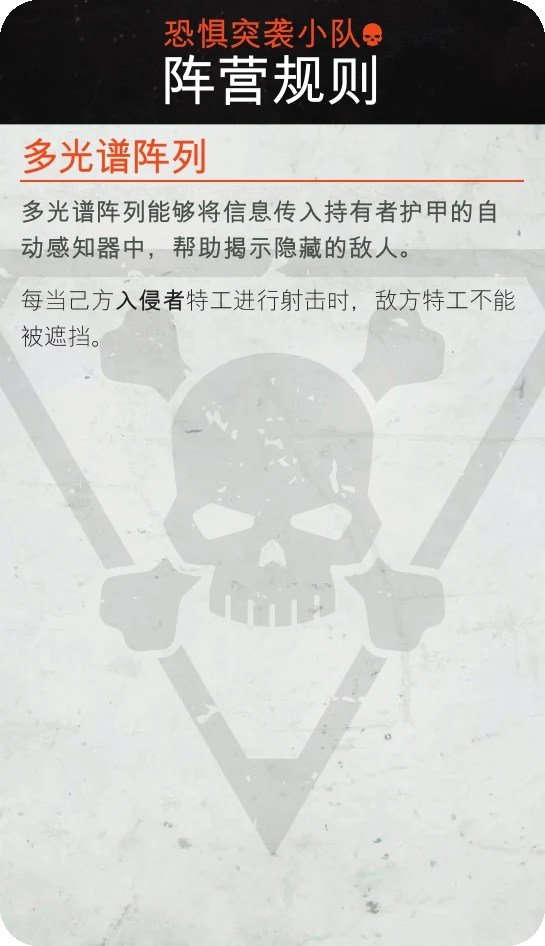 恐惧突袭小队
阵营规则
多光谱阵列
多光谱阵列能够将信息传入持有者护甲的自
动感知器中，帮助揭示隐藏的敌人。
每当己方入侵者特工进行射击时，敌方特工不能
被遮挡。